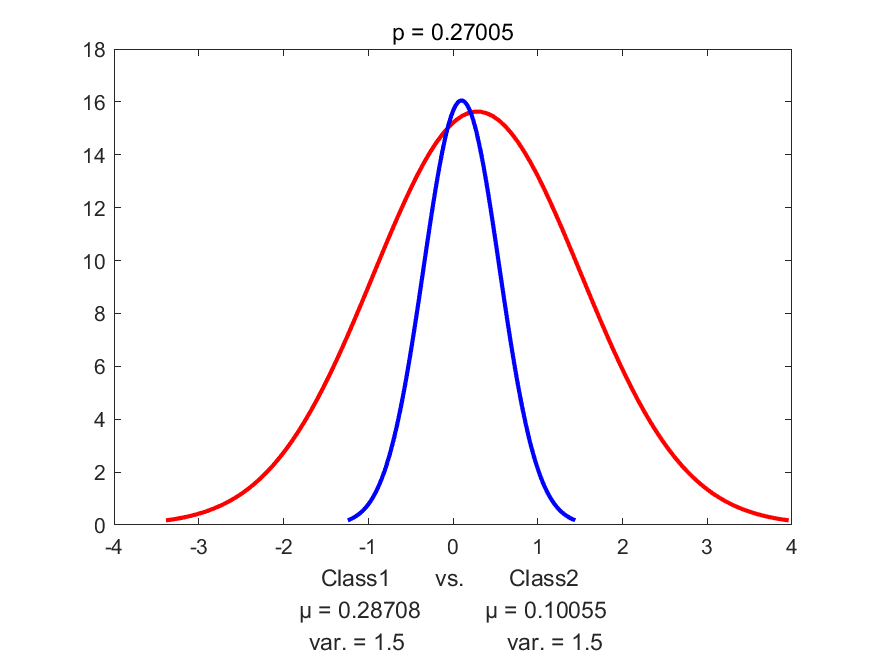 p = 0.27005
18
16
14
12
10
8
6
4
2
0
-4 -3 -2 -1 0 1 2 3 4
Class1 vs. Class2
μ = 0.28708 μ = 0.10055
var. = 1.5 var. = 1.5